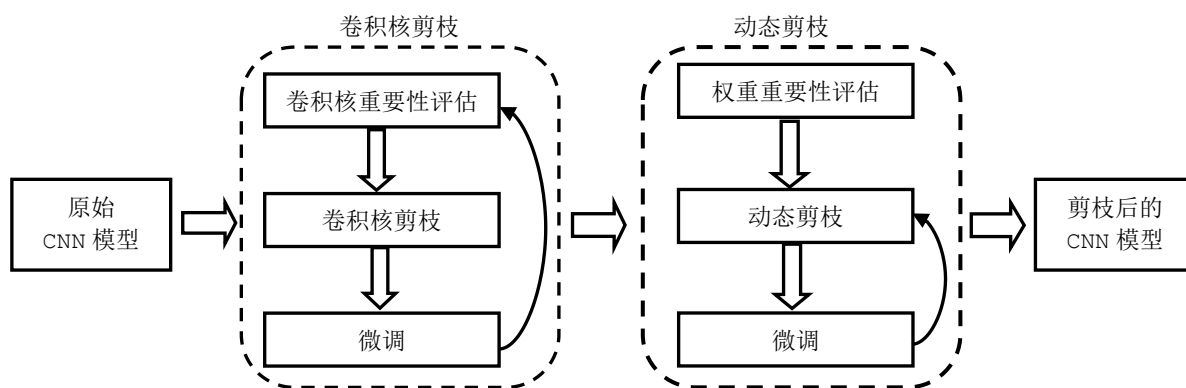 卷积核剪枝
动态剪枝
卷积核重要性评估
权重重要性评估
原始
CNN 模型
卷积核剪枝
动态剪枝
剪枝后的
CNN 模型
微调
微调